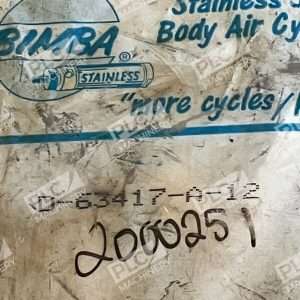 Stainless
BIMBA
Body Air Cy
STAINLESS
"more cycles/
D-63417-A-12
2000251